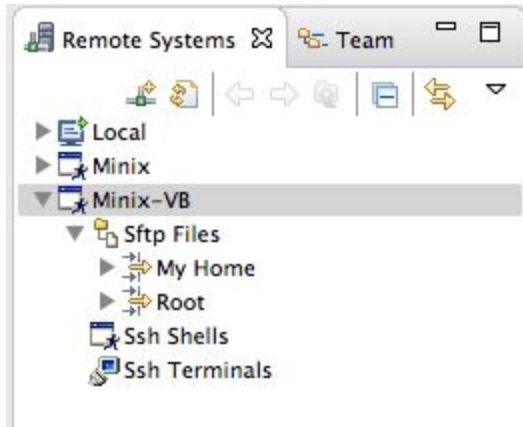 Remote Systems Team
Local
Minix
Minix-VB
Sftp Files
My Home
Root
Ssh Shells
Ssh Terminals